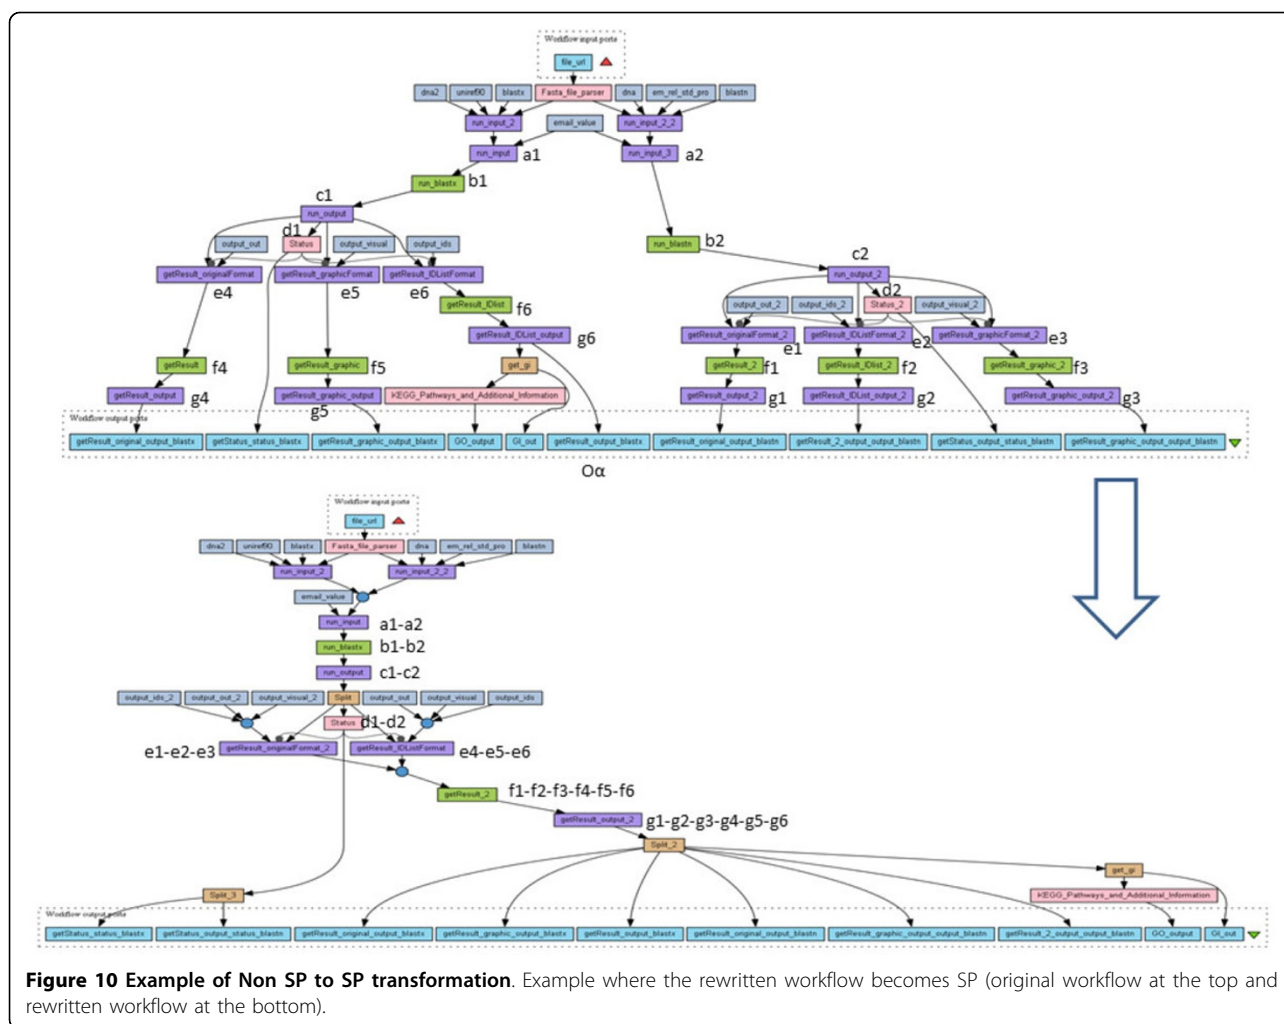 Workflow input ports
file_url
dna2 uniref90 blastx Fasta_file_parser dna em_rel_std_pro blastn
run_input_2 email_value run_input_2_2
run_input a1 run_input_3 a2
run_blastx b1
c1
run_output
d1
output_out Status output_visual output_ids run_blastn b2
c2
getResult_originalFormat getResult_graphicFormat getResult_IDListFormat run_output_2
e4 e5 e6
d2
getResult_IDlist f6 output_out_2 output_ids_2 Status_2 output_visual_2
getResult_IDList_output g6 getResult_originalFormat_2 getResult_IDListFormat_2 getResult_graphicFormat_2
e1 e2 e3
getResult f4 getResult_graphic f5 get_gi getResult_2 f1 getResult_IDlist_2 f2 getResult_graphic_2 f3
getResult_output g4 getResult_graphic_output g5 KEGG_Pathways_and_Additional_Information getResult_output_2 g1 getResult_IDList_output_2 g2 getResult_graphic_output_2 g3
Workflow output ports
getResult_original_output_blastx getStatus_status_blastx getResult_graphic_output_blastx GO_output GI_out getResult_output_blastx getResult_original_output_blastn getResult_2_output_output_blastn getStatus_output_status_blastn getResult_graphic_output_output_blastn
Oα
Workflow input ports
file_url
dna2 uniref90 blastx Fasta_file_parser dna em_rel_std_pro blastn
run_input_2 run_input_2_2
email_value
run_input a1-a2
run_blastx b1-b2
run_output c1-c2
output_ids_2 output_out_2 output_visual_2 Split output_out output_visual output_ids
Status d1-d2
e1-e2-e3 getResult_originalFormat_2 getResult_IDListFormat e4-e5-e6
getResult_2 f1-f2-f3-f4-f5-f6
getResult_output_2 g1-g2-g3-g4-g5-g6
Split_2
get_gi
Split_3 KEGG_Pathways_and_Additional_Information
Workflow output ports
getStatus_status_blastx getStatus_output_status_blastn getResult_original_output_blastx getResult_graphic_output_blastx getResult_output_blastx getResult_original_output_blastn getResult_graphic_output_output_blastn getResult_2_output_output_blastn GO_output GI_out
Figure 10 Example of Non SP to SP transformation. Example where the rewritten workflow becomes SP (original workflow at the top and
rewritten workflow at the bottom).